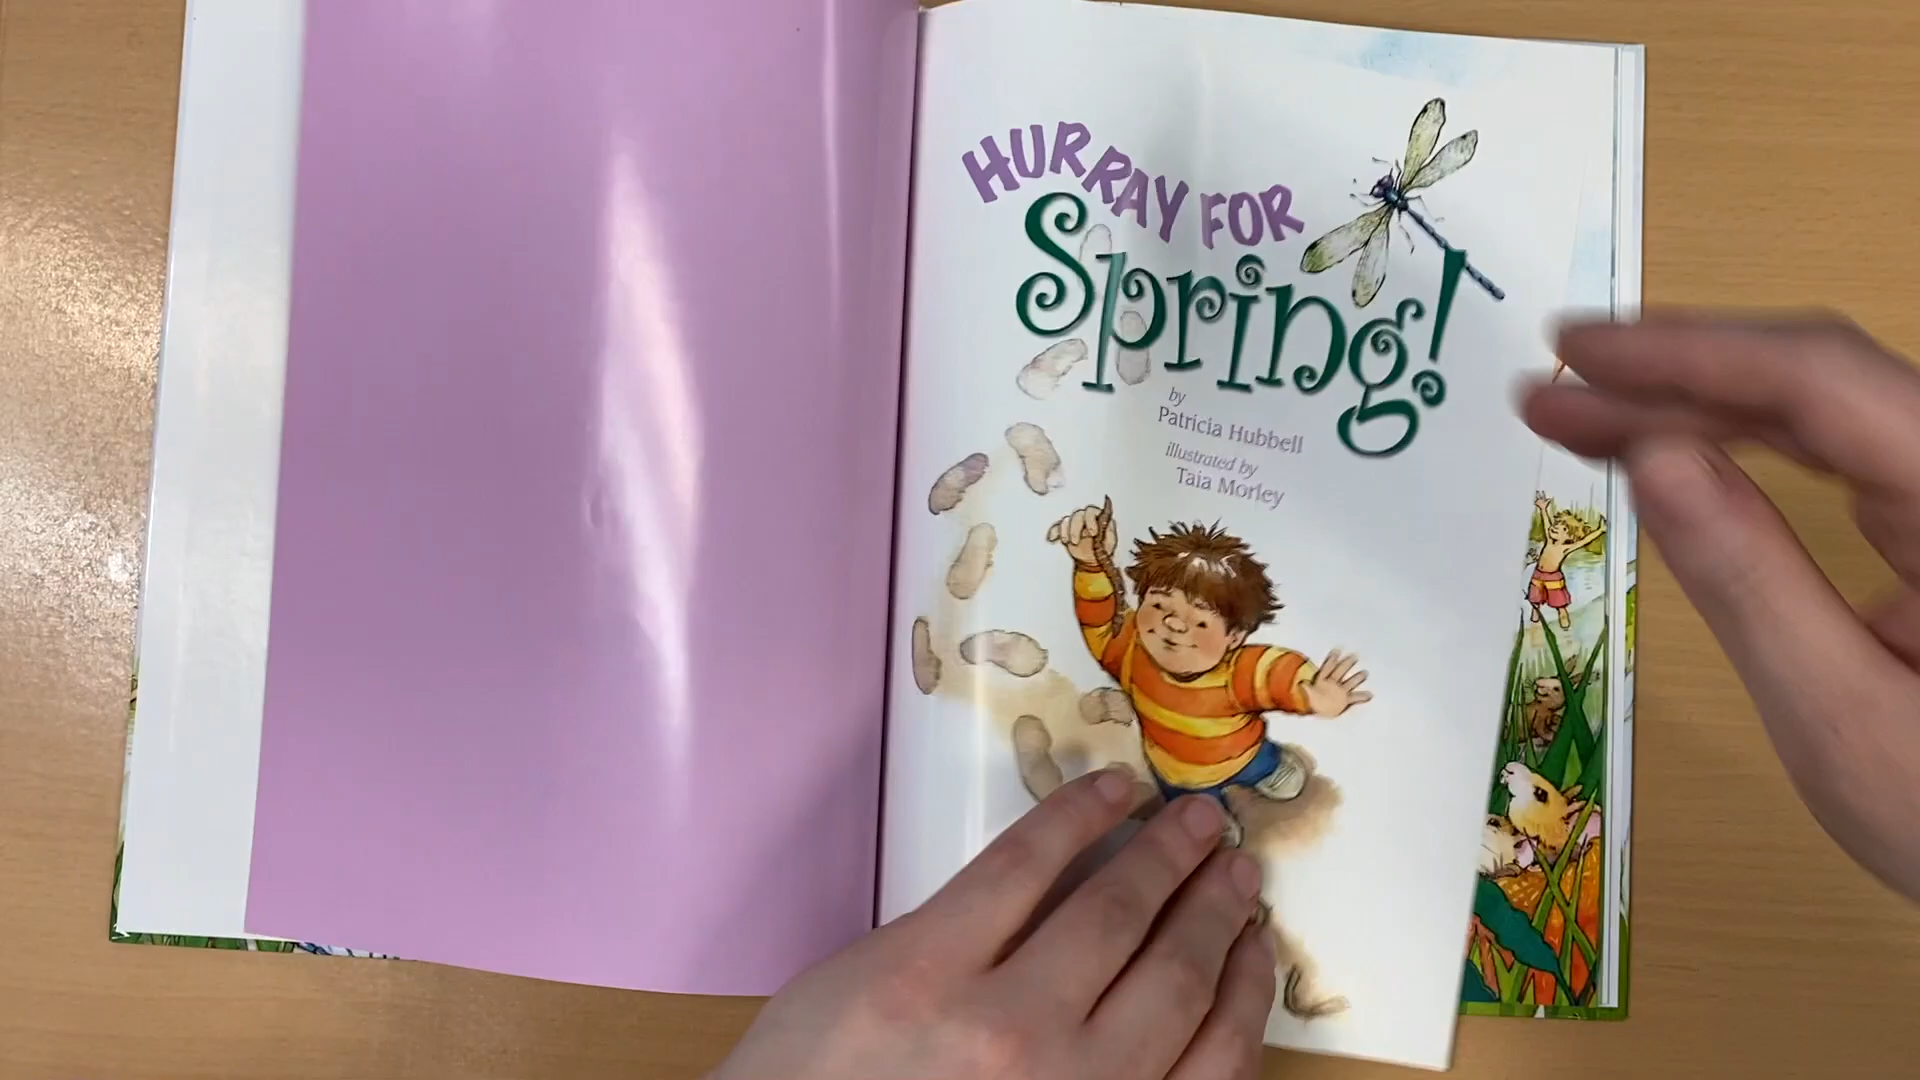 HURRAY FOR
Spring!
by
Patricia Hubbell
illustrated by
Taia Morley